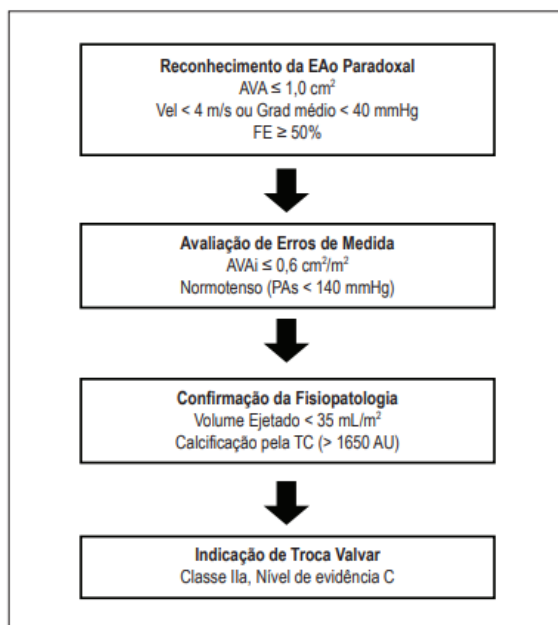 Reconhecimento da EAo Paradoxal
AVA ≤ 1,0 cm²
Vel < 4 m/s ou Grad médio < 40 mmHg
FE ≥ 50%
Avaliação de Erros de Medida
AVAi ≤ 0,6 cm²/m²
Normotenso (PAs < 140 mmHg)
Confirmação da Fisiopatologia
Volume Ejetado < 35 mL/m²
Calcificação pela TC (> 1650 AU)
Indicação de Troca Valvar
Classe IIa, Nível de evidência C